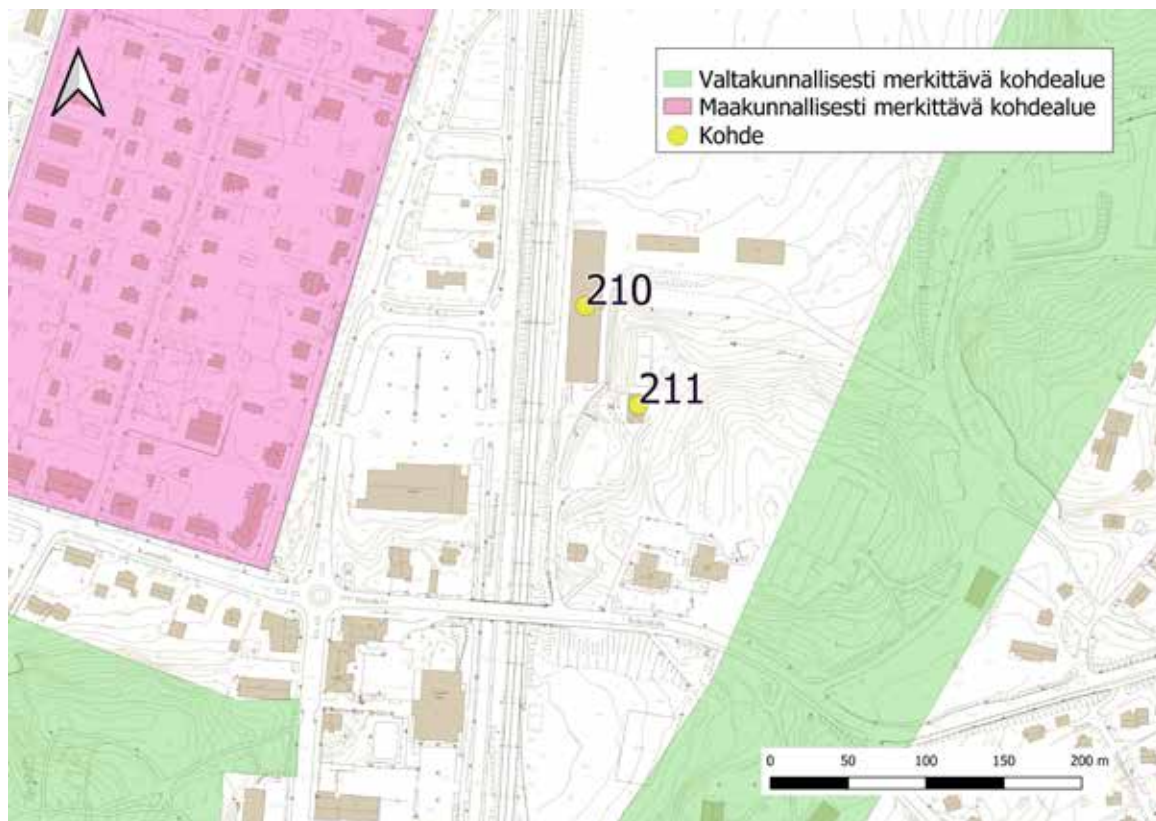 Valtakunnallisesti merkittävä kohdealue
Maakunnallisesti merkittävä kohdealue
Kohde
210
211
0 50 100 150 200 m